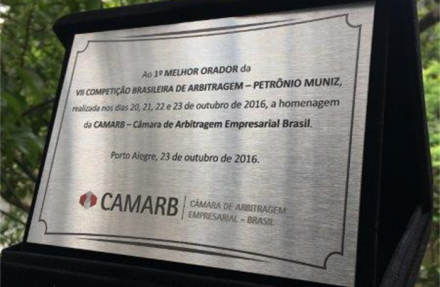 Ao 1º MELHOR ORADOR da
VII COMPETIÇÃO BRASILEIRA DE ARBITRAGEM – PETRÔNIO MUNIZ,
realizada nos dias 20, 21, 22 e 23 de outubro de 2016, a homenagem
da CAMARB – Câmara de Arbitragem Empresarial Brasil.
Porto Alegre, 23 de outubro de 2016.
CAMARB
CÂMARA DE ARBITRAGEM
EMPRESARIAL – BRASIL